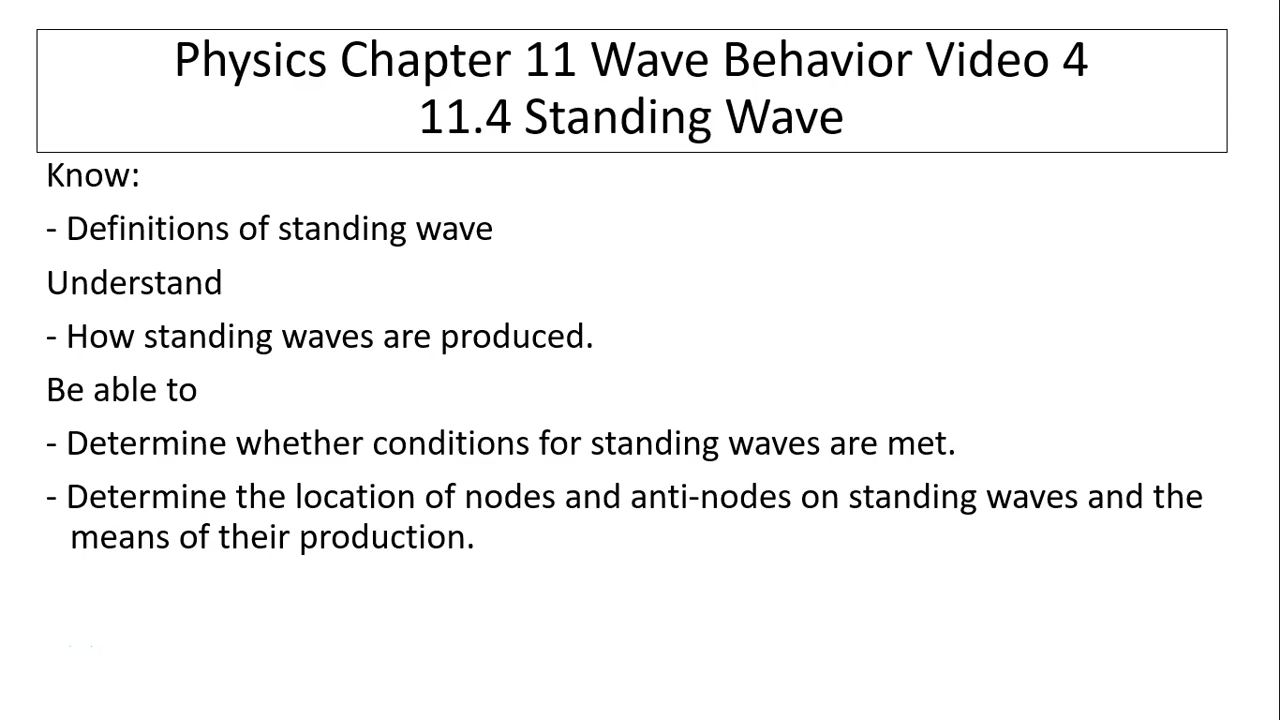 Physics Chapter 11 Wave Behavior Video 4
11.4 Standing Wave
Know:
- Definitions of standing wave
Understand
- How standing waves are produced.
Be able to
- Determine whether conditions for standing waves are met.
- Determine the location of nodes and anti-nodes on standing waves and the
means of their production.